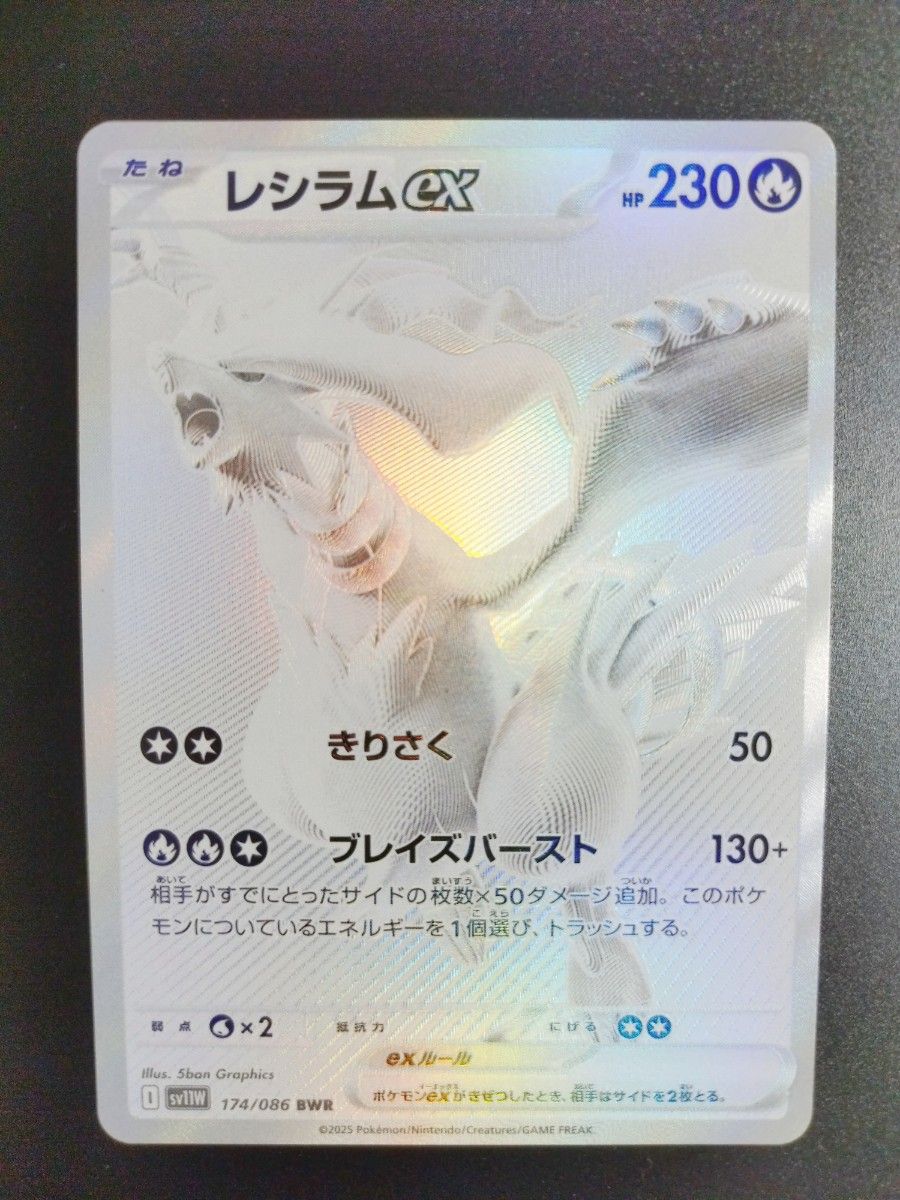 たね レシラムex HP 230
きりさく 50
ブレイズバースト 130+
相手がすでにとったサイドの枚数×50ダメージ追加。このポケ
モンについているエネルギーを1個選び、トラッシュする。
弱点 ×2 抵抗力 にげる
exルール
ポケモンexがきぜつしたとき、相手はサイドを2枚とる。
Illus. 5ban Graphics
I SV11W 174/086 BWR
©2025 Pokémon/Nintendo/Creatures/GAME FREAK.